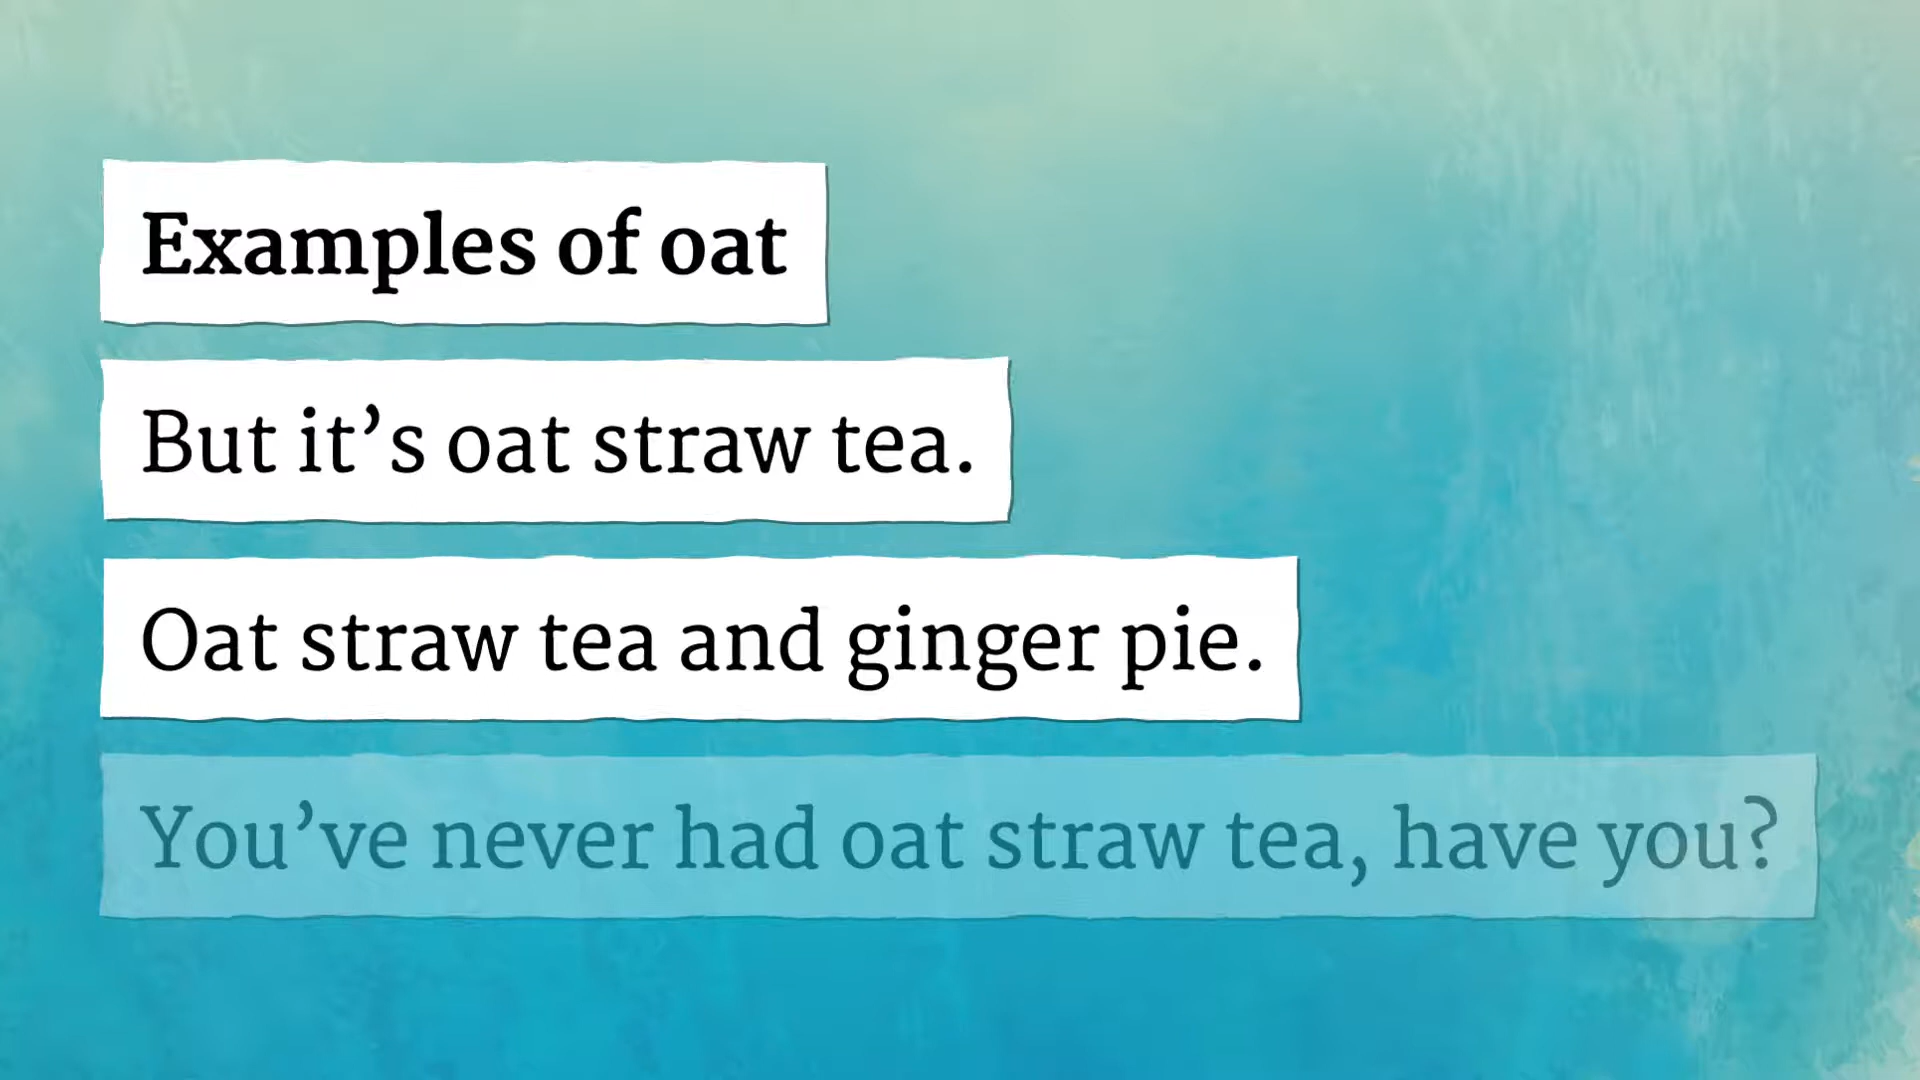 Examples of oat
But it’s oat straw tea.
Oat straw tea and ginger pie.
You’ve never had oat straw tea, have you?